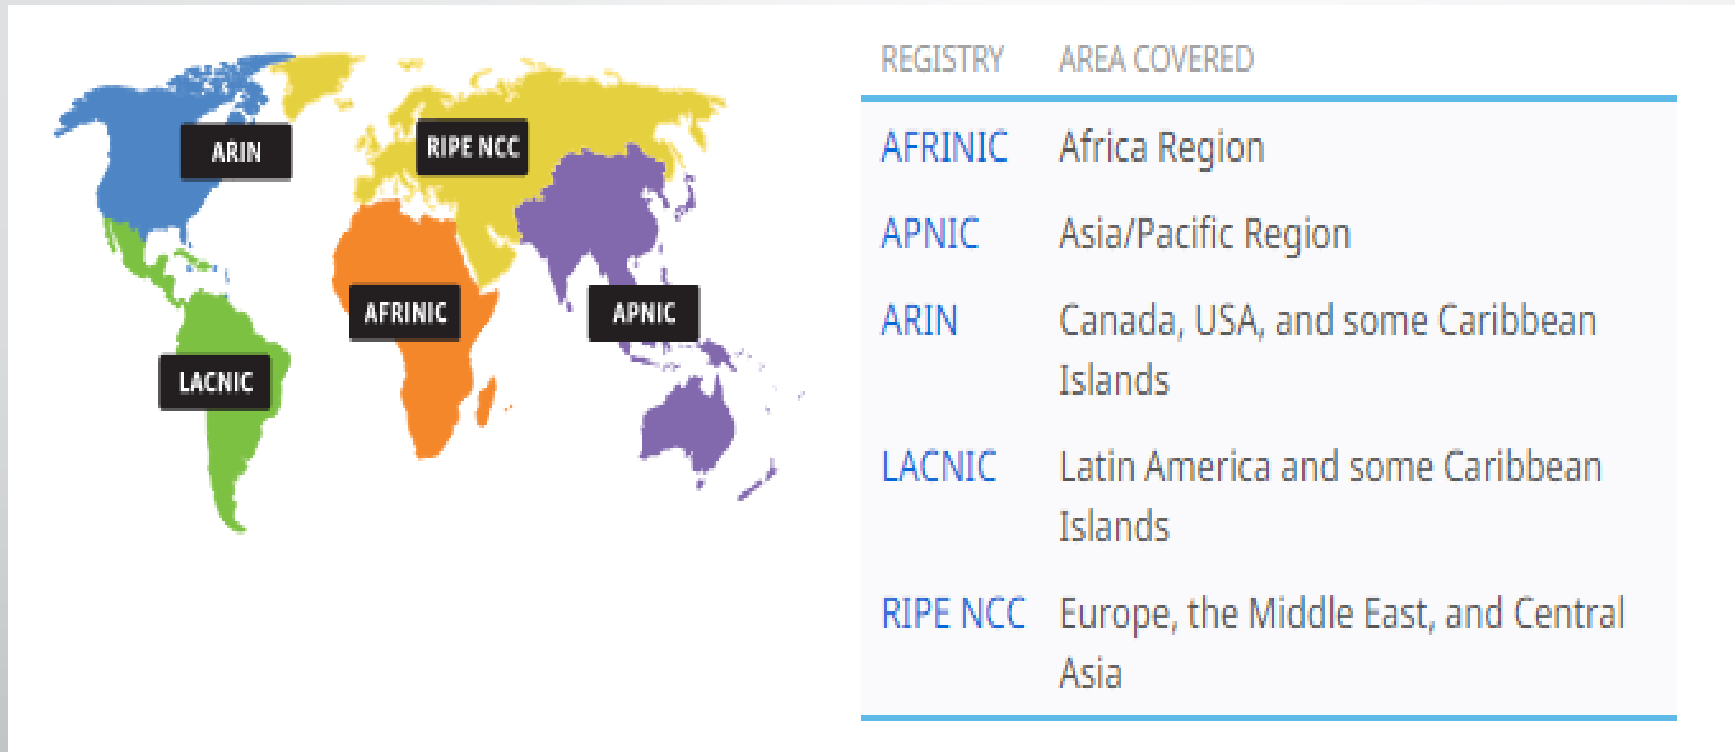 ARIN
RIPE NCC
AFRINIC
APNIC
LACNIC
REGISTRY AREA COVERED
AFRINIC Africa Region
APNIC Asia/Pacific Region
ARIN Canada, USA, and some Caribbean
Islands
LACNIC Latin America and some Caribbean
Islands
RIPE NCC Europe, the Middle East, and Central
Asia